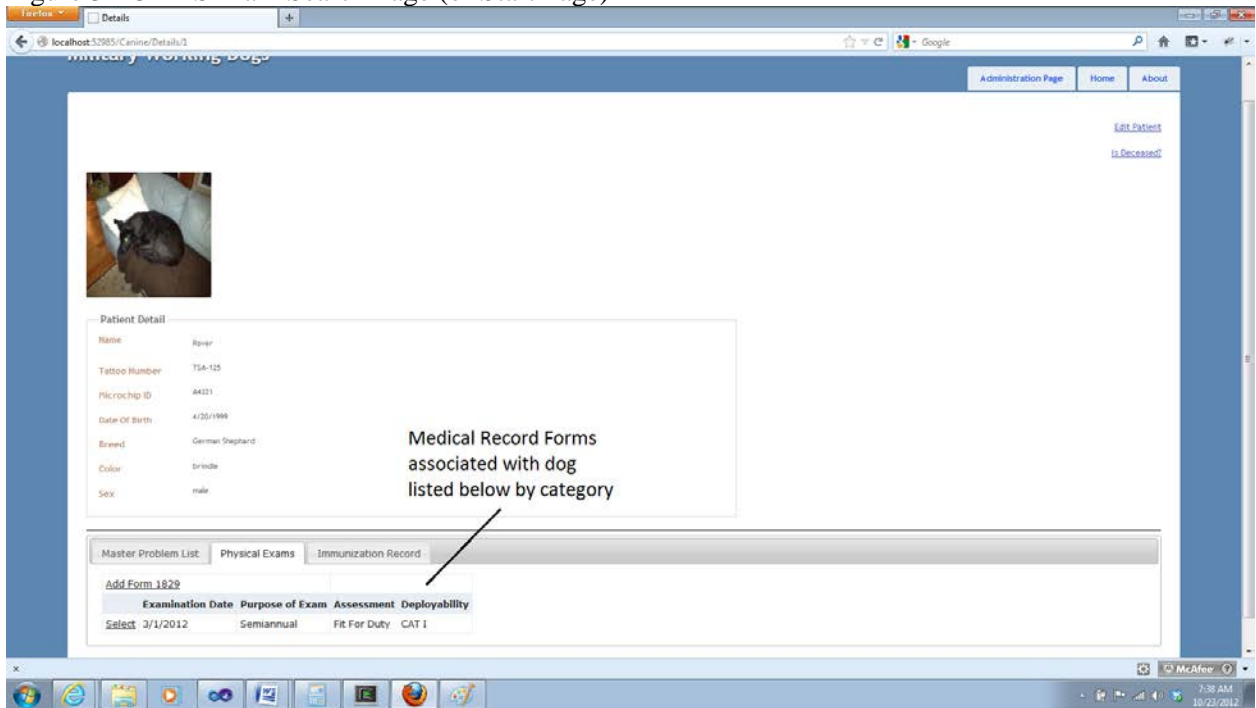 Firefox
Details
+
localhost:52985/Canine/Details/1
Google
Military Working Dogs
Administration Page Home About
Edit Patient
Is Deceased?
Patient Detail
Name Rover
Tattoo Number TSA-125
Microchip ID A4321
Date Of Birth 4/20/1999
Breed German Shephard
Color brindle
Sex male
Medical Record Forms
associated with dog
listed below by category
Master Problem List Physical Exams Immunization Record
Add Form 1829
Examination Date Purpose of Exam Assessment Deployability
Select 3/1/2012 Semiannual Fit For Duty CAT I
x
McAfee
7:38 AM
10/23/2012